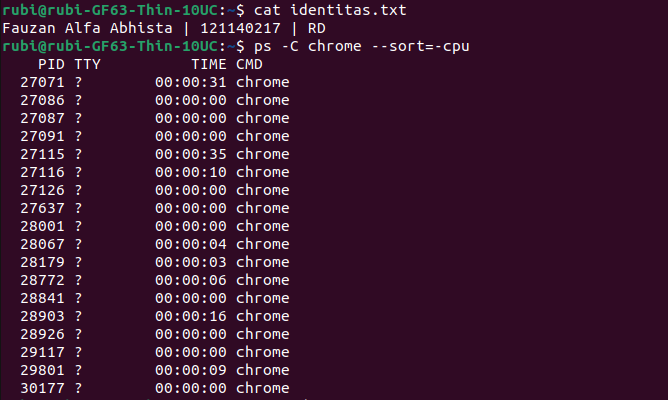 rubi@rubi-GF63-Thin-10UC:~$ cat identitas.txt
Fauzan Alfa Abhista | 121140217 | RD
rubi@rubi-GF63-Thin-10UC:~$ ps -C chrome --sort=-cpu
PID TTY TIME CMD
27071 ? 00:00:31 chrome
27086 ? 00:00:00 chrome
27087 ? 00:00:00 chrome
27091 ? 00:00:00 chrome
27115 ? 00:00:35 chrome
27116 ? 00:00:10 chrome
27126 ? 00:00:00 chrome
27637 ? 00:00:00 chrome
28001 ? 00:00:00 chrome
28067 ? 00:00:04 chrome
28179 ? 00:00:03 chrome
28772 ? 00:00:06 chrome
28841 ? 00:00:00 chrome
28903 ? 00:00:16 chrome
28926 ? 00:00:00 chrome
29117 ? 00:00:00 chrome
29801 ? 00:00:09 chrome
30177 ? 00:00:00 chrome